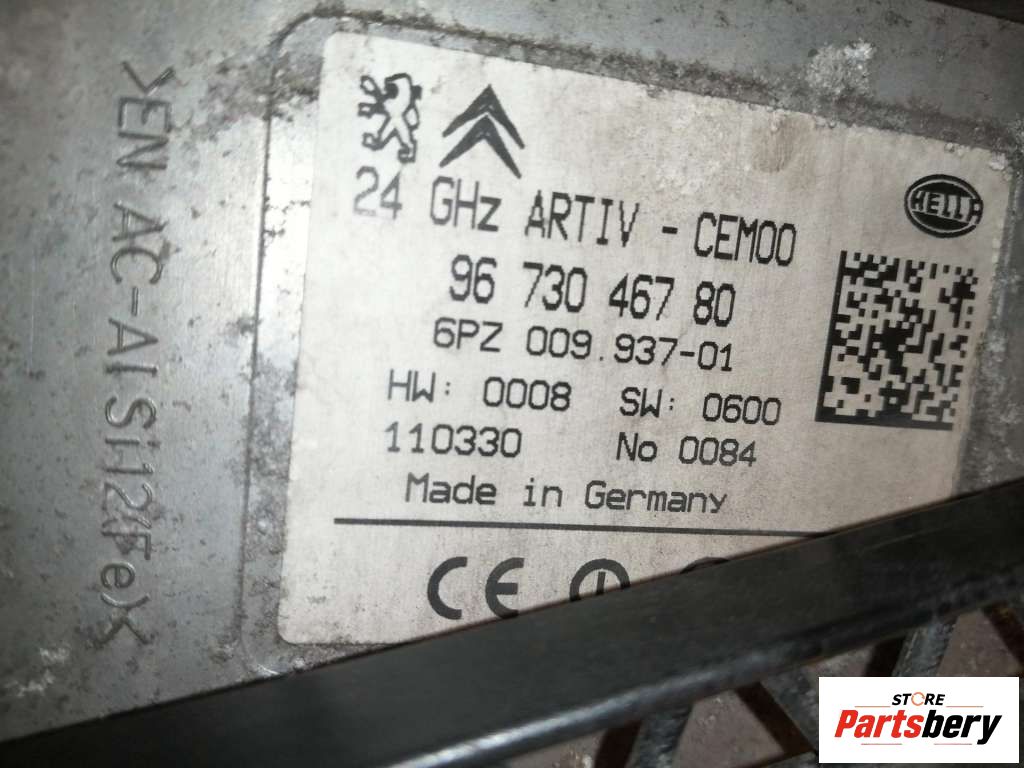 >EN AC-AlSi12(Fe)<
HELLA
24 GHz ARTIV - CEM00
96 730 467 80
6PZ 009.937-01
HW: 0008 SW: 0600
110330 No 0084
Made in Germany
CE
STORE
Partsbery